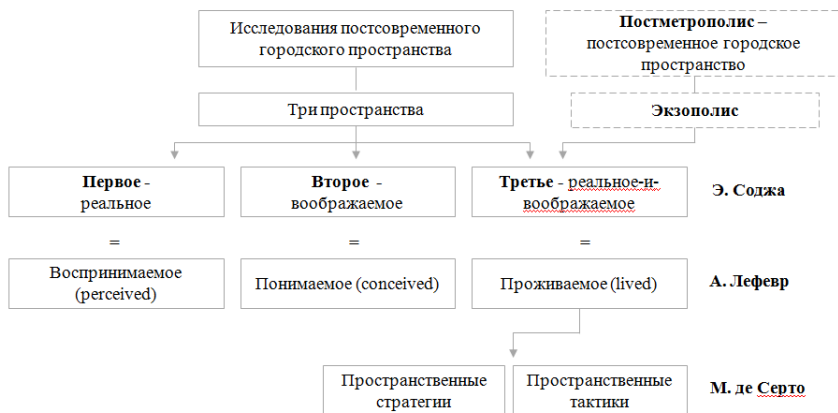 Исследования постсовременного
городского пространства
Постметрополис –
постсовременное городское
пространство
Три пространства
Экзополис
Первое -
реальное
Второе -
воображаемое
Третье - реальное-и-
воображаемое
Э. Соджа
=
=
=
Воспринимаемое
(perceived)
Понимаемое (conceived)
Проживаемое (lived)
А. Лефевр
Пространственные
стратегии
Пространственные
тактики
М. де Серто